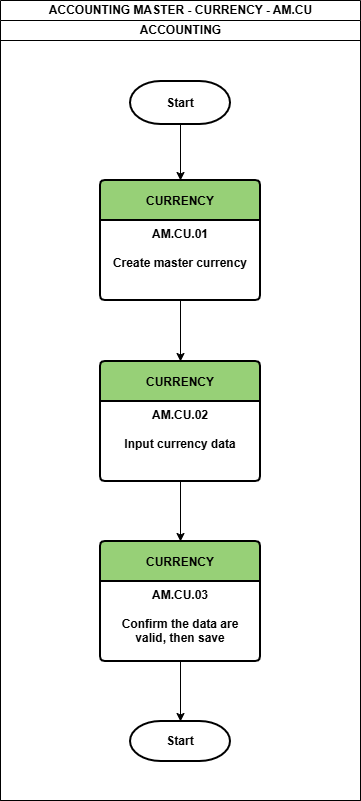 ACCOUNTING MASTER - CURRENCY - AM.CU
ACCOUNTING
Start
CURRENCY
AM.CU.01
Create master currency
CURRENCY
AM.CU.02
Input currency data
CURRENCY
AM.CU.03
Confirm the data are
valid, then save
Start